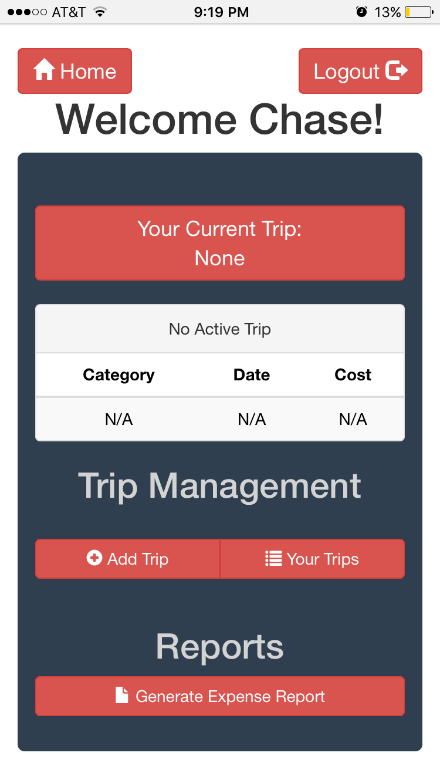 AT&T 9:19 PM 13%
Home Logout
Welcome Chase!
Your Current Trip:
None
No Active Trip
Category Date Cost
N/A N/A N/A
Trip Management
Add Trip Your Trips
Reports
Generate Expense Report